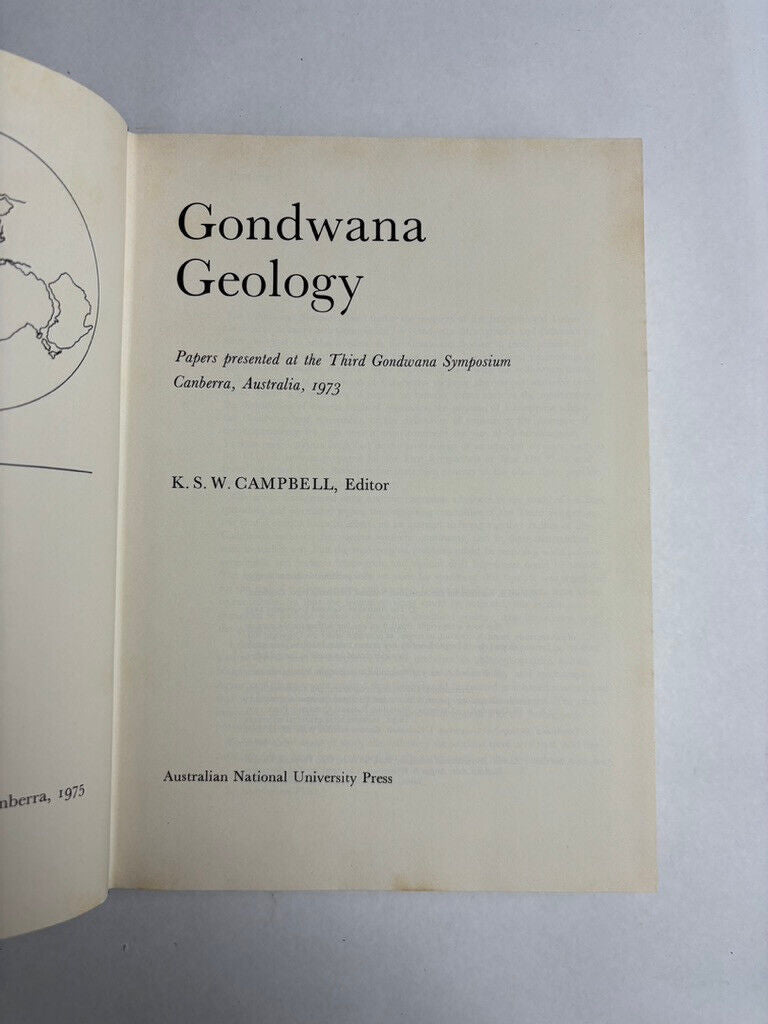 Gondwana
Geology
Papers presented at the Third Gondwana Symposium
Canberra, Australia, 1973
K. S. W. CAMPBELL, Editor
Australian National University Press
nberra, 1975